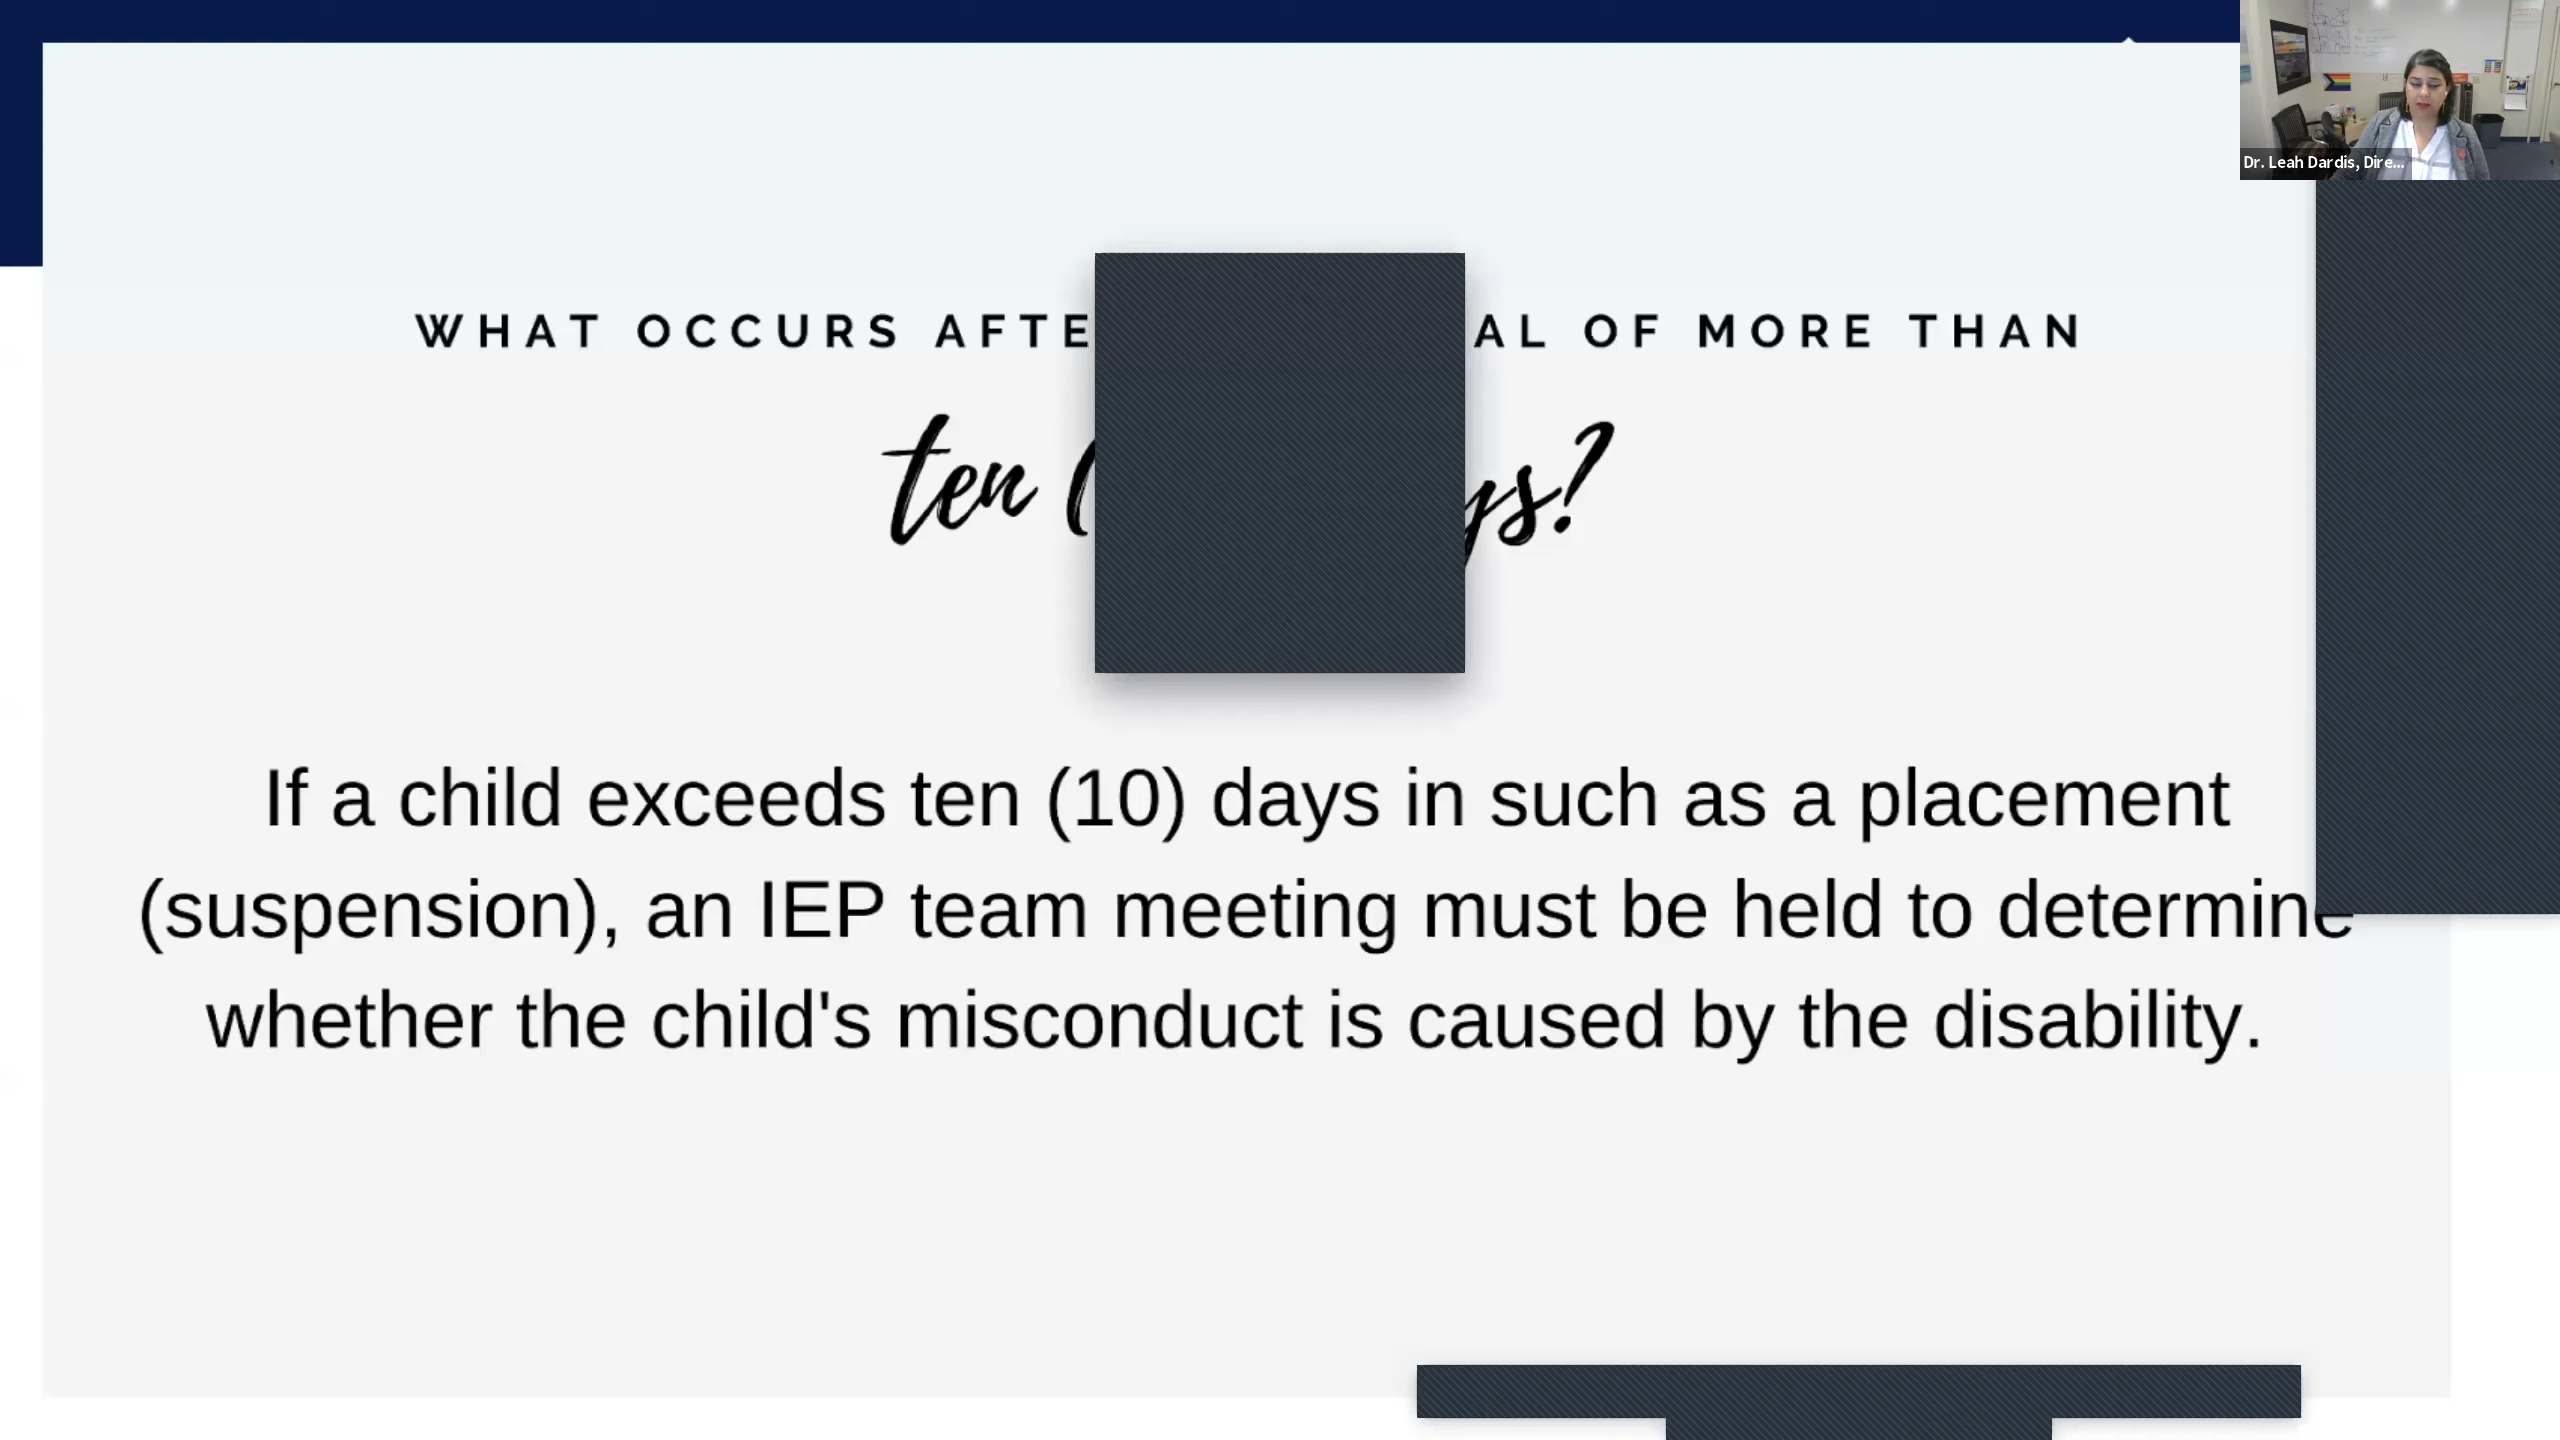 Dr. Leah Dardis, Dire...
WHAT OCCURS OF MORE THAN
ten
If a child exceeds ten (10) days in such as a placement
(suspension), an IEP team meeting must be held to determine
whether the child's misconduct is caused by the disability.